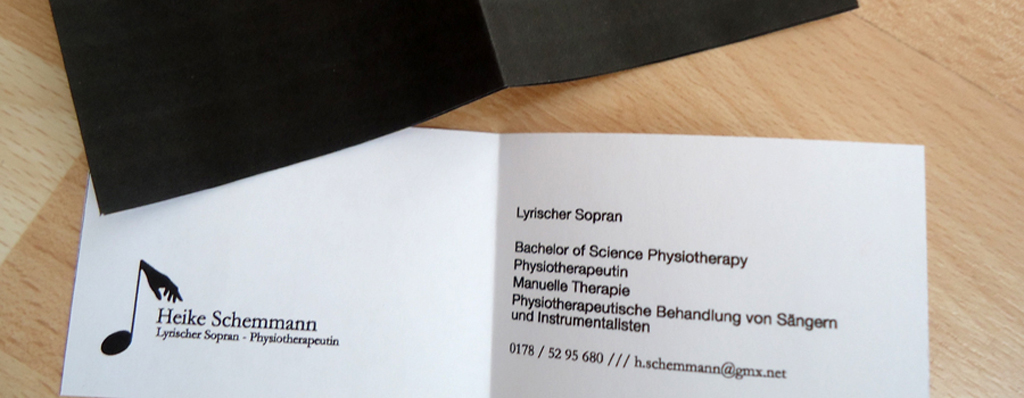 Heike Schemmann
Lyrischer Sopran - Physiotherapeutin
Lyrischer Sopran
Bachelor of Science Physiotherapy
Physiotherapeutin
Manuelle Therapie
Physiotherapeutische Behandlung von Sängern
und Instrumentalisten
0178 / 52 95 680 /// h.schemmann@gmx.net